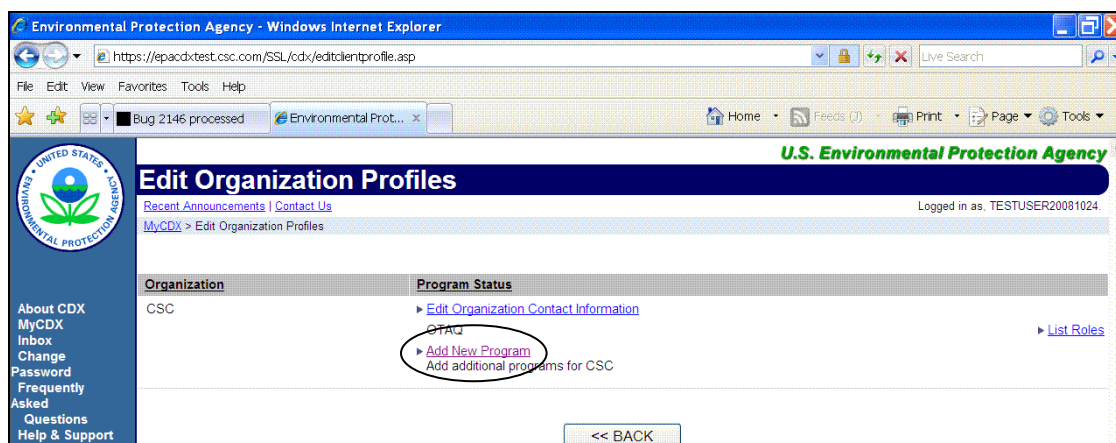 Environmental Protection Agency - Windows Internet Explorer
https://epacdxtest.csc.com/SSL/cdx/editclientprofile.asp
Live Search
File Edit View Favorites Tools Help
Bug 2146 processed
Environmental Prot...
Home
Feeds (J)
Print
Page
Tools
U.S. Environmental Protection Agency
UNITED STATES
ENVIRONMENTAL PROTECTION AGENCY
Edit Organization Profiles
Recent Announcements | Contact Us
Logged in as, TESTUSER20081024.
MyCDX > Edit Organization Profiles
Organization
Program Status
CSC
Edit Organization Contact Information
OTAQ
List Roles
Add New Program
Add additional programs for CSC
<< BACK
About CDX
MyCDX
Inbox
Change
Password
Frequently
Asked
Questions
Help & Support